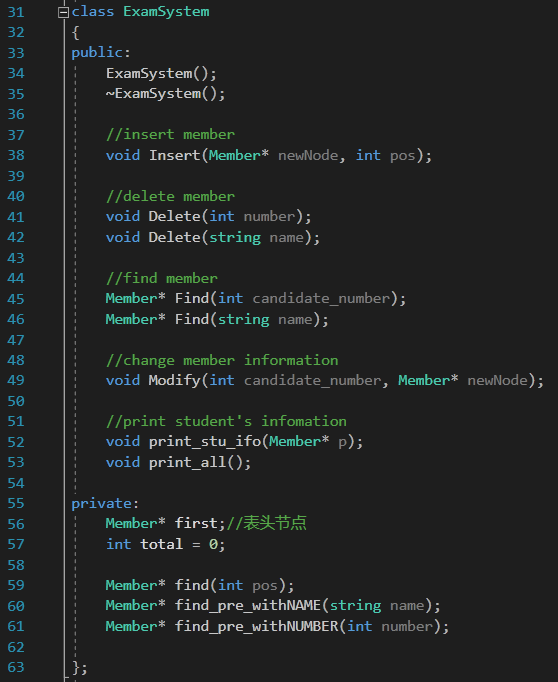 31 class ExamSystem
32 {
33 public:
34 ExamSystem();
35 ~ExamSystem();
36
37 //insert member
38 void Insert(Member* newNode, int pos);
39
40 //delete member
41 void Delete(int number);
42 void Delete(string name);
43
44 //find member
45 Member* Find(int candidate_number);
46 Member* Find(string name);
47
48 //change member information
49 void Modify(int candidate_number, Member* newNode);
50
51 //print student's infomation
52 void print_stu_ifo(Member* p);
53 void print_all();
54
55 private:
56 Member* first;//表头节点
57 int total = 0;
58
59 Member* find(int pos);
60 Member* find_pre_withNAME(string name);
61 Member* find_pre_withNUMBER(int number);
62
63 };